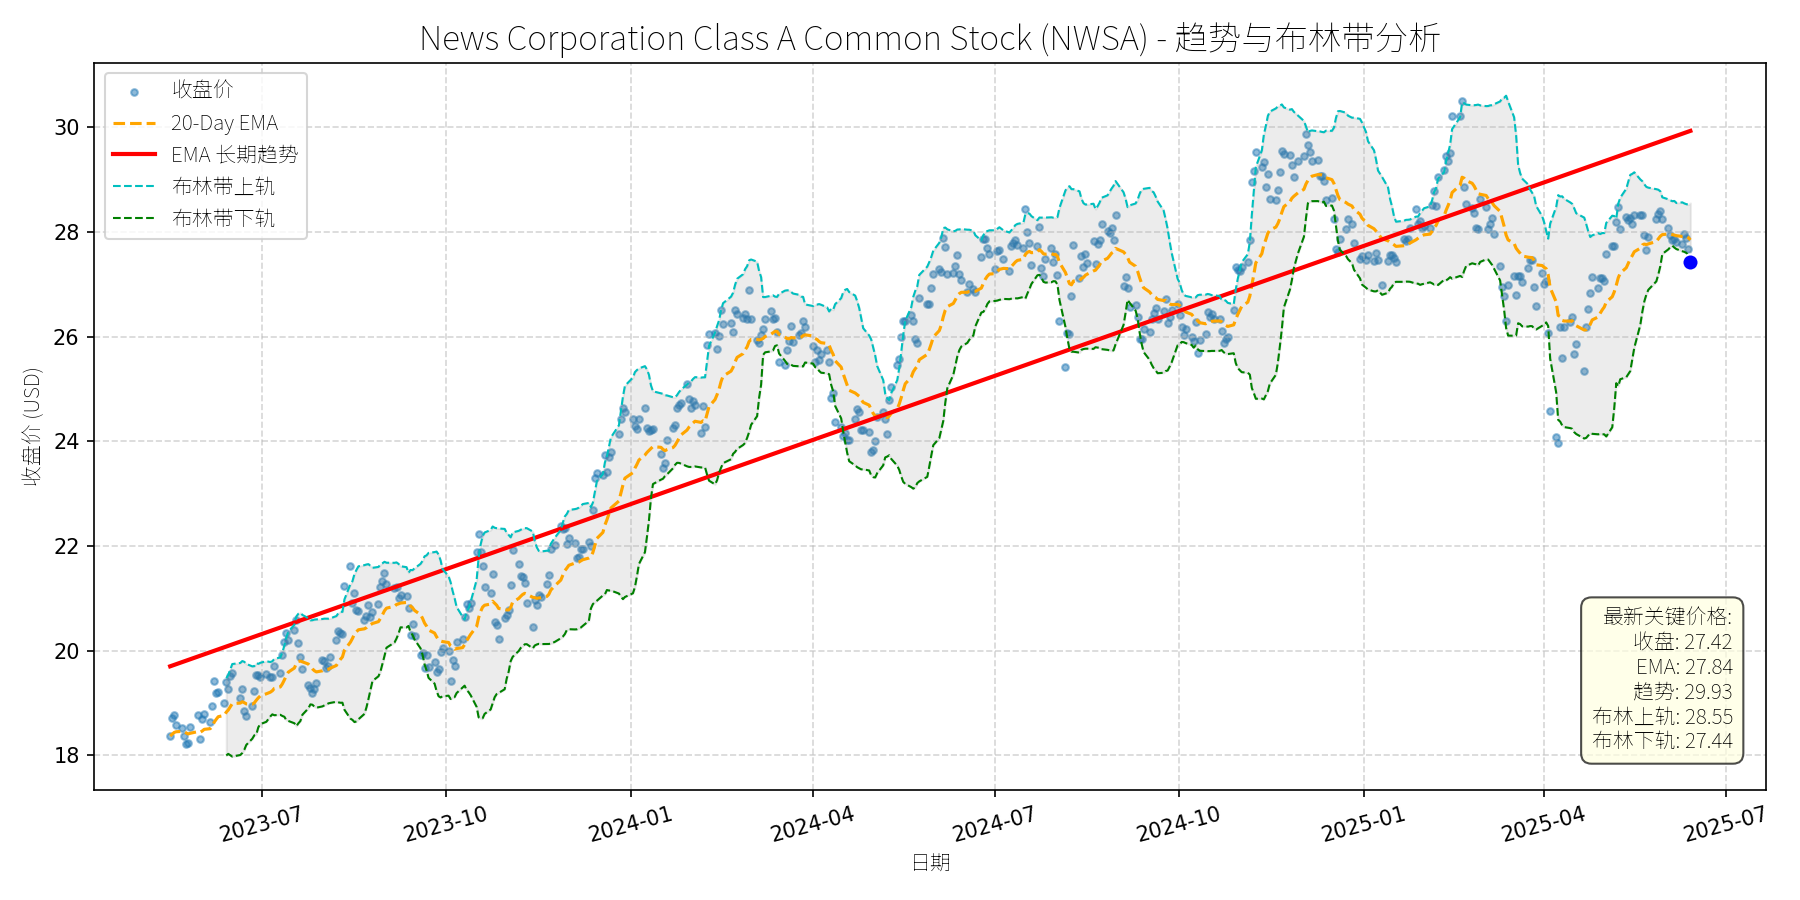 News Corporation Class A Common Stock (NWSA) - 趋势与布林带分析
收盘价
20-Day EMA
EMA 长期趋势
布林带上轨
布林带下轨
收盘价 (USD)
30
28
26
24
22
20
18
最新关键价格:
收盘: 27.42
EMA: 27.84
趋势: 29.93
布林上轨: 28.55
布林下轨: 27.44
2023-07
2023-10
2024-01
2024-04
2024-07
2024-10
2025-01
2025-04
2025-07
日期